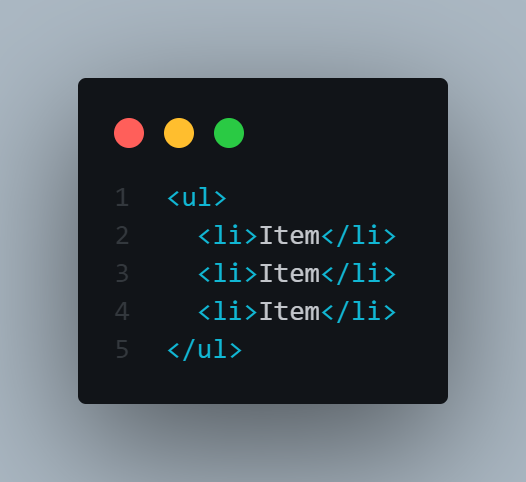 1 <ul>
2   <li>Item</li>
3   <li>Item</li>
4   <li>Item</li>
5 </ul>